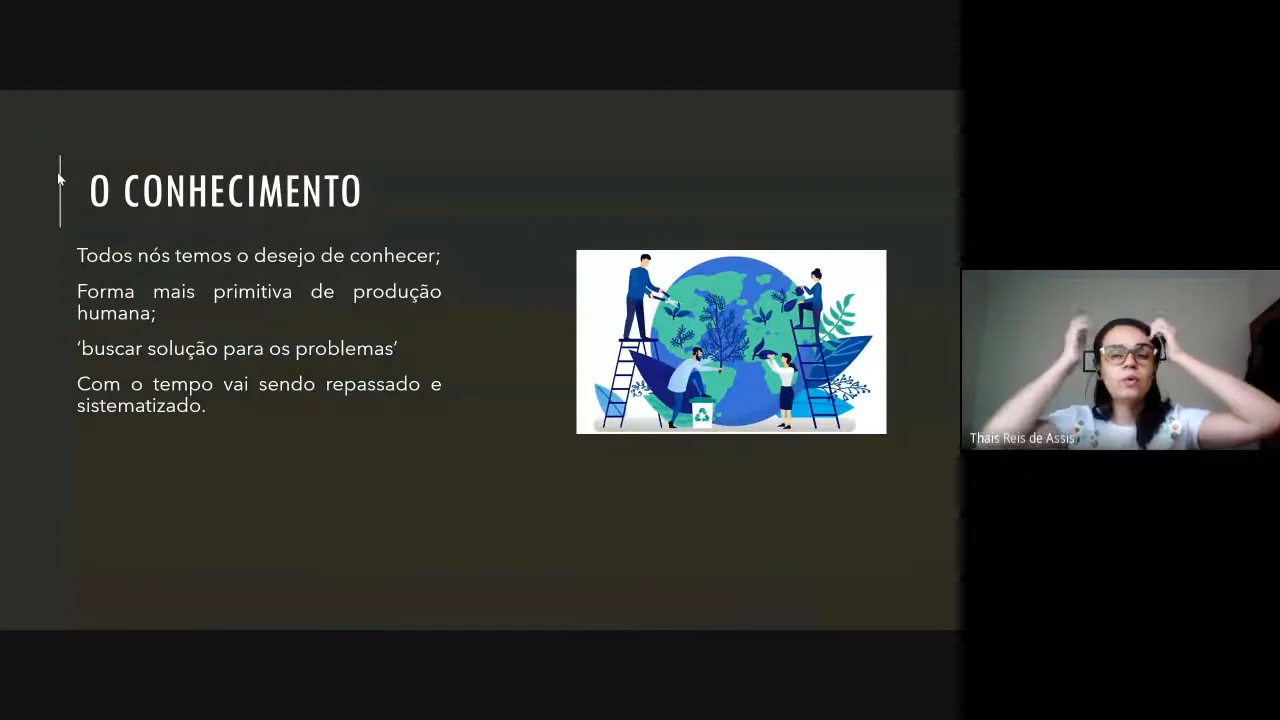 O CONHECIMENTO
Todos nós temos o desejo de conhecer;
Forma mais primitiva de produção
humana;
‘buscar solução para os problemas’
Com o tempo vai sendo repassado e
sistematizado.
Thais Reis de Assis